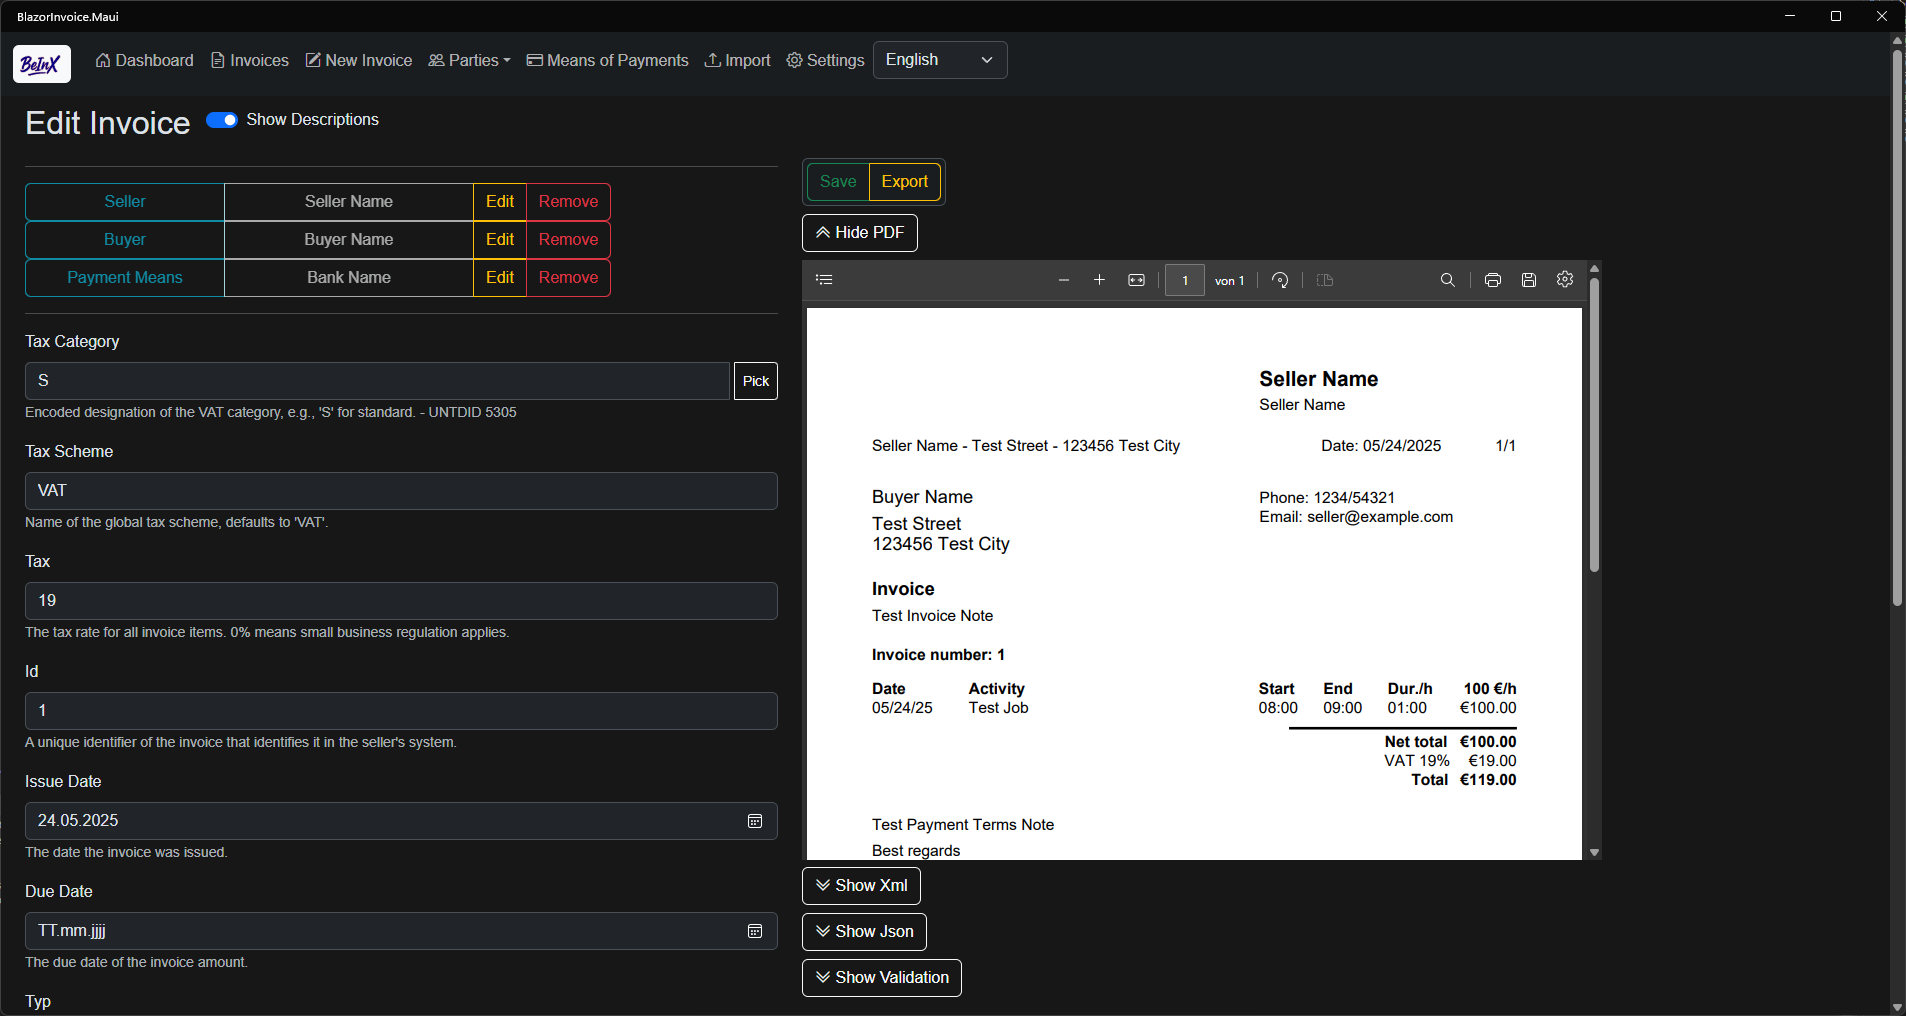 BlazorInvoice.Maui
BeInX
Dashboard Invoices New Invoice Parties Means of Payments Import Settings English
Edit Invoice Show Descriptions
Seller Seller Name Edit Remove
Buyer Buyer Name Edit Remove
Payment Means Bank Name Edit Remove
Tax Category
S Pick
Encoded designation of the VAT category, e.g., 'S' for standard. - UNTDID 5305
Tax Scheme
VAT
Name of the global tax scheme, defaults to 'VAT'.
Tax
19
The tax rate for all invoice items. 0% means small business regulation applies.
Id
1
A unique identifier of the invoice that identifies it in the seller's system.
Issue Date
24.05.2025
The date the invoice was issued.
Due Date
TT.mm.jjjj
The due date of the invoice amount.
Typ
Save Export
Hide PDF
1 von 1
Seller Name
Seller Name
Seller Name - Test Street - 123456 Test City Date: 05/24/2025 1/1
Buyer Name
Test Street
123456 Test City
Phone: 1234/54321
Email: seller@example.com
Invoice
Test Invoice Note
Invoice number: 1
Date Activity Start End Dur./h 100 €/h
05/24/25 Test Job 08:00 09:00 01:00 €100.00
Net total €100.00
VAT 19% €19.00
Total €119.00
Test Payment Terms Note
Best regards
Show Xml
Show Json
Show Validation